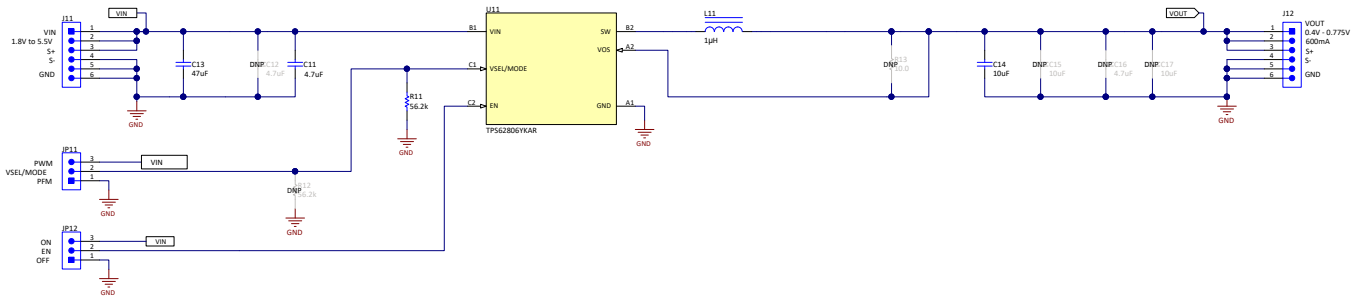 J11
VIN
1.8V to 5.5V
S+
S-
GND
1
2
3
4
5
6
VIN
C13
47uF
DNP
C12
4.7uF
C11
4.7uF
GND
U11
B1
VIN
C1
VSEL/MODE
C2
EN
SW
B2
VOS
A2
GND
A1
TPS62806YKAR
GND
R11
56.2k
GND
L11
1µH
DNP
R13
DNP
C14
10uF
DNP
C15
10uF
DNP
C16
4.7uF
DNP
C17
10uF
VOUT
GND
J12
1
2
3
4
5
6
VOUT
0.4V - 0.775V
600mA
S+
S-
GND
JP11
PWM
VSEL/MODE
PFM
3
2
1
VIN
GND
DNP
R12
56.2k
GND
JP12
ON
EN
OFF
3
2
1
VIN
GND